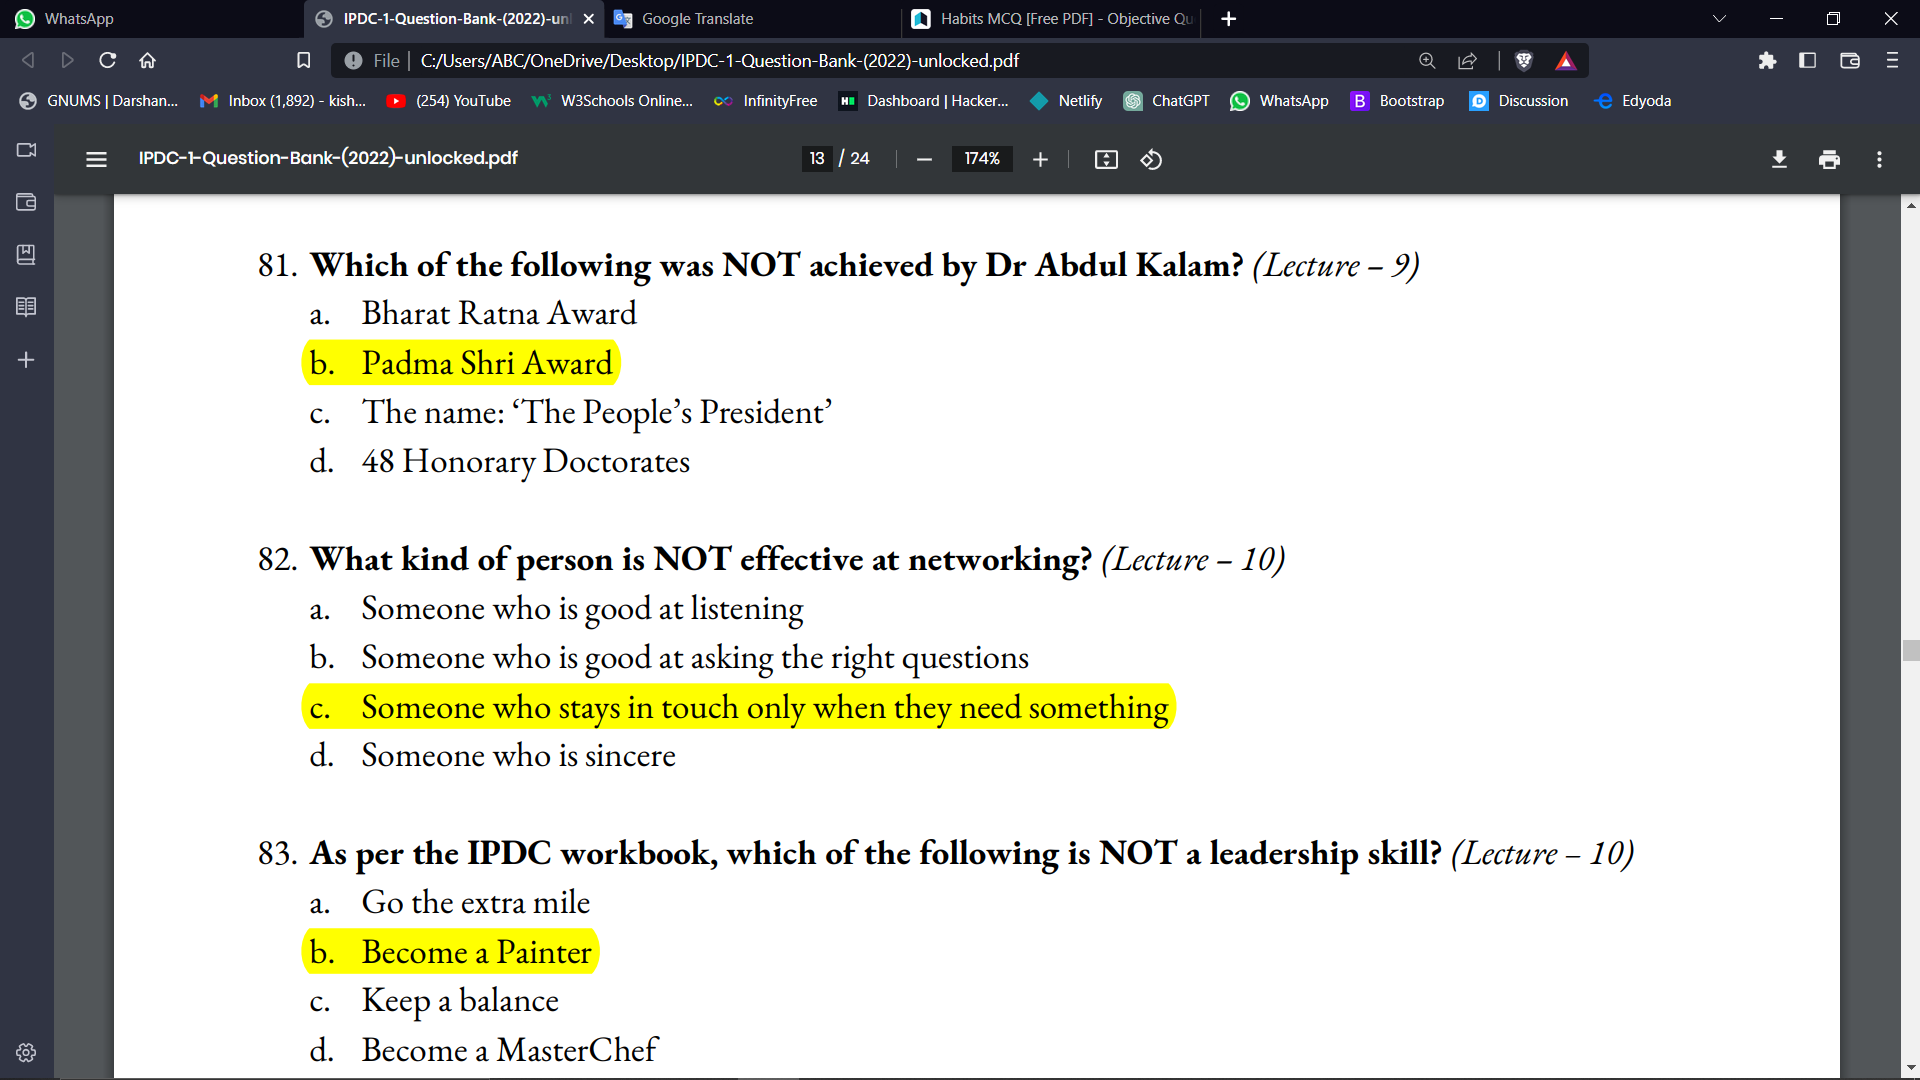 WhatsApp
IPDC-1-Question-Bank-(2022)-unl
Google Translate
Habits MCQ [Free PDF] - Objective Qu
File | C:/Users/ABC/OneDrive/Desktop/IPDC-1-Question-Bank-(2022)-unlocked.pdf
GNUMS | Darshan... Inbox (1,892) - kish... (254) YouTube W3Schools Online... InfinityFree Dashboard | Hacker... Netlify ChatGPT WhatsApp Bootstrap Discussion Edyoda
IPDC-1-Question-Bank-(2022)-unlocked.pdf 13 / 24 174%
81. Which of the following was NOT achieved by Dr Abdul Kalam? (Lecture – 9)
a. Bharat Ratna Award
b. Padma Shri Award
c. The name: ‘The People’s President’
d. 48 Honorary Doctorates
82. What kind of person is NOT effective at networking? (Lecture – 10)
a. Someone who is good at listening
b. Someone who is good at asking the right questions
c. Someone who stays in touch only when they need something
d. Someone who is sincere
83. As per the IPDC workbook, which of the following is NOT a leadership skill? (Lecture – 10)
a. Go the extra mile
b. Become a Painter
c. Keep a balance
d. Become a MasterChef